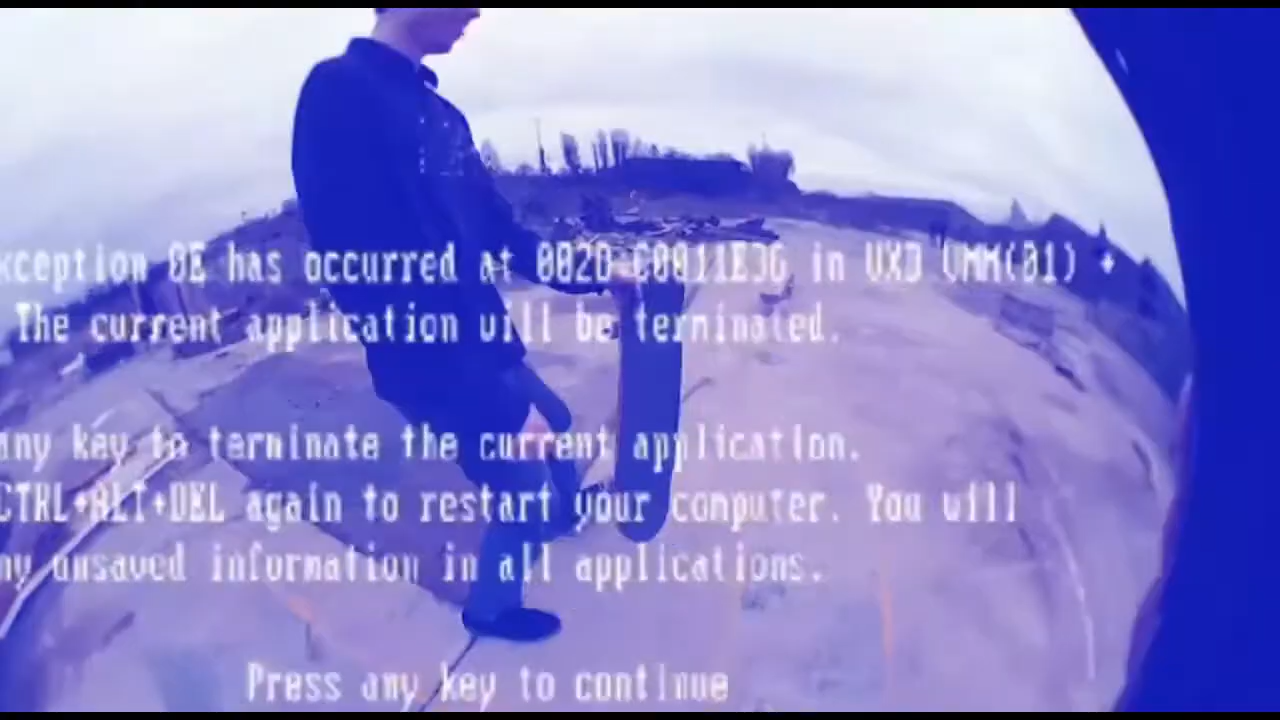 xception 0E has occurred at 0028 C0011E36 in VXD VMM(01) +
The current application will be terminated.
any key to terminate the current application.
CTRL+ALT+DEL again to restart your computer. You will
ny unsaved information in all applications.
Press any key to continue